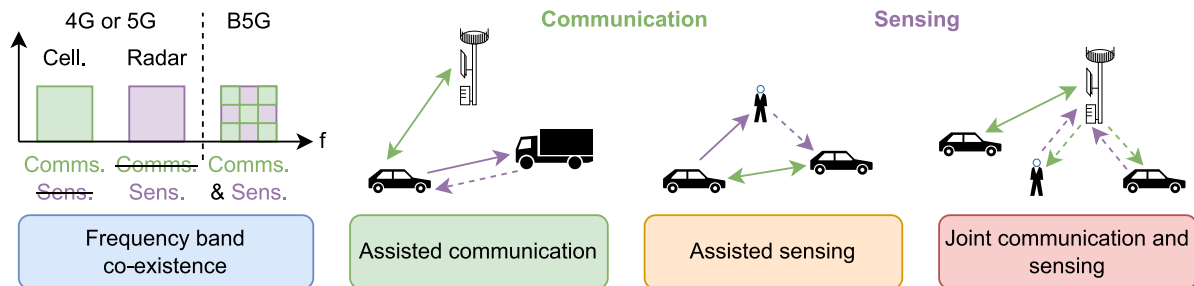 4G or 5G
B5G
Communication
Sensing
Cell.
Radar
f
Comms.
Comms.
Comms.
Sens.
Sens.
& Sens.
Frequency band
co-existence
Assisted communication
Assisted sensing
Joint communication and
sensing